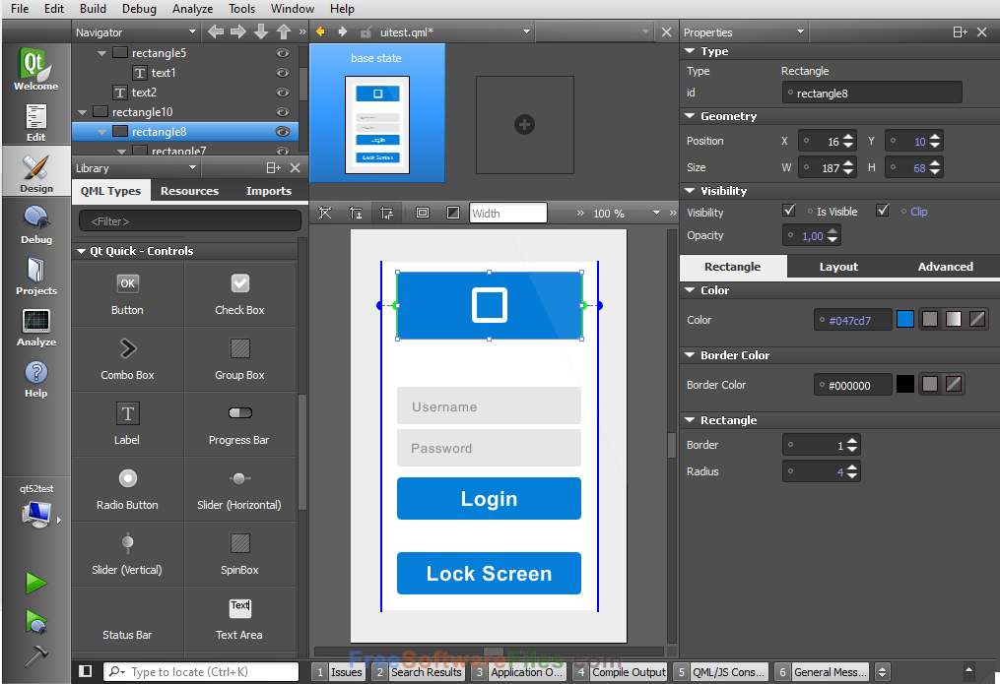 File Edit Build Debug Analyze Tools Window Help
Navigator
uitest.qml*
Properties
Qt
Welcome
Edit
Design
Debug
Projects
Analyze
Help
qt52test
rectangle5
T text1
T text2
rectangle10
rectangle8
rectangle7
Library
QML Types Resources Imports
<Filter>
Qt Quick - Controls
OK
Button
Check Box
Combo Box
Group Box
T
Label
Progress Bar
Radio Button
Slider (Horizontal)
Slider (Vertical)
SpinBox
Status Bar
Text
Text Area
base state
Login
Lock Screen
Width
» 100 % »
Username
Password
Login
Lock Screen
Type
Type Rectangle
id rectangle8
Geometry
Position X 16 Y 10
Size W 187 H 68
Visibility
Visibility Is Visible Clip
Opacity 1,00
Rectangle Layout Advanced
Color
Color #047cd7
Border Color
Border Color #000000
Rectangle
Border 1
Radius 4
FreeSoftwareFiles.com
Type to locate (Ctrl+K)
1 Issues 2 Search Results 3 Application O... 4 Compile Output 5 QML/JS Cons... 6 General Mess...